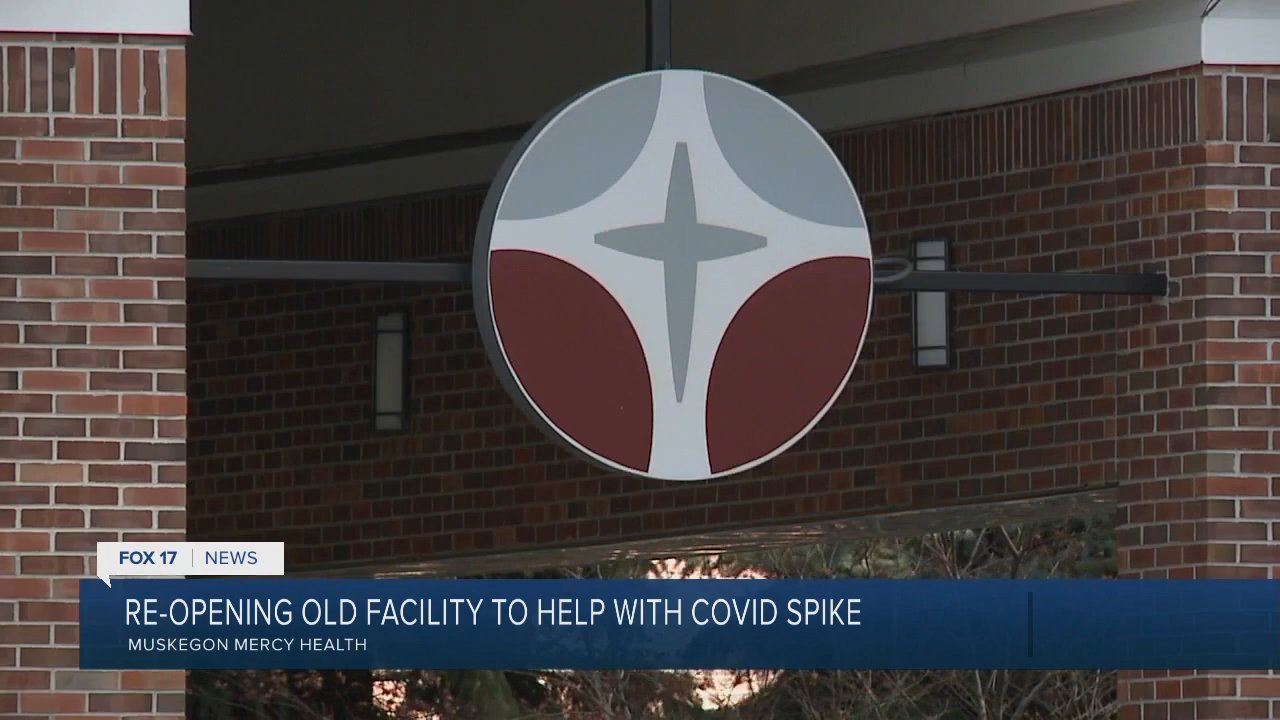 FOX 17 | NEWS
RE-OPENING OLD FACILITY TO HELP WITH COVID SPIKE
MUSKEGON MERCY HEALTH